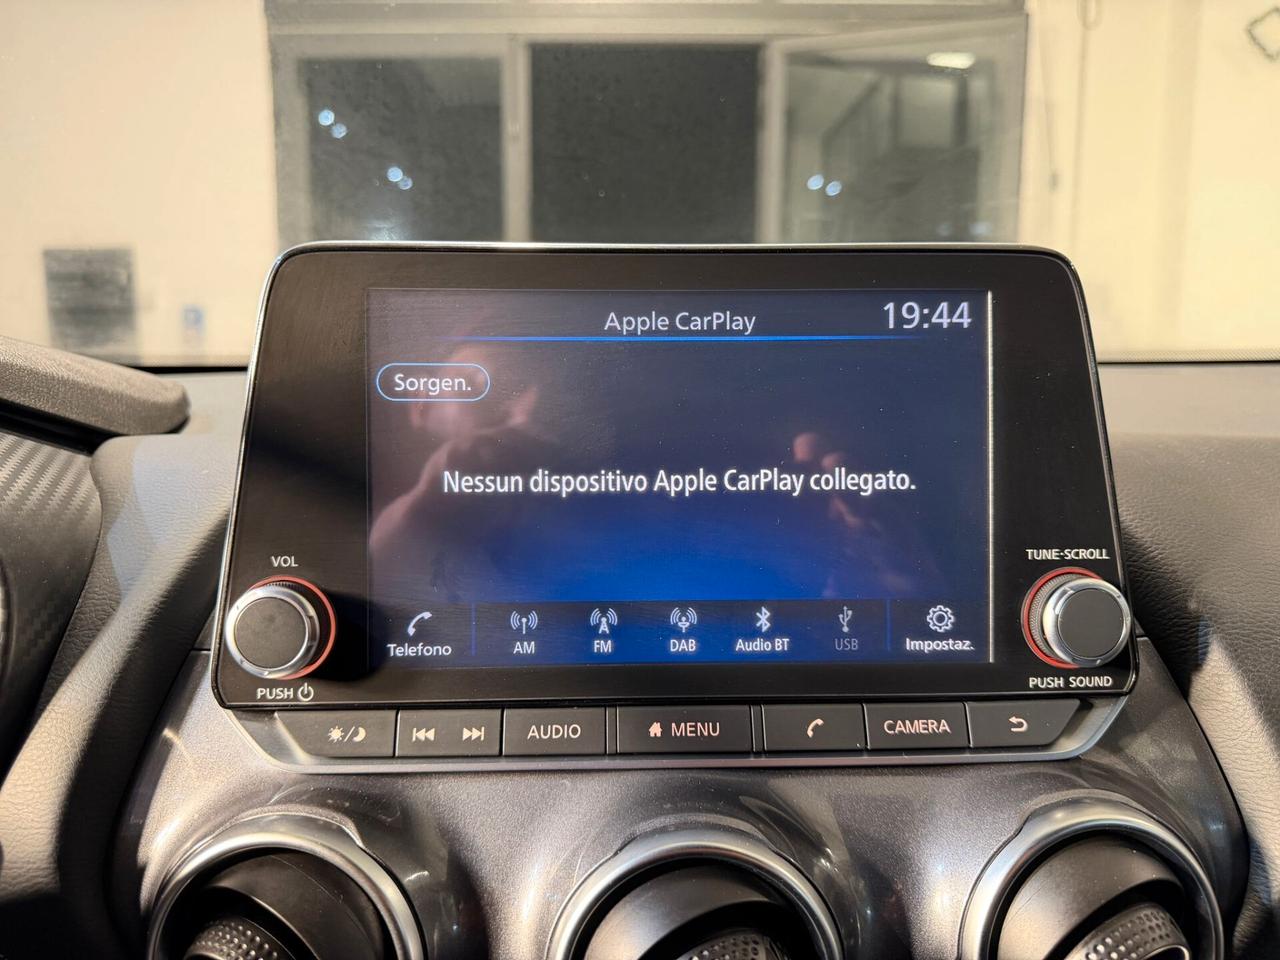 Apple CarPlay
19:44
Sorgen.
Nessun dispositivo Apple CarPlay collegato.
VOL
TUNE·SCROLL
Telefono
AM
FM
DAB
Audio BT
USB
Impostaz.
PUSH
PUSH SOUND
AUDIO
MENU
CAMERA